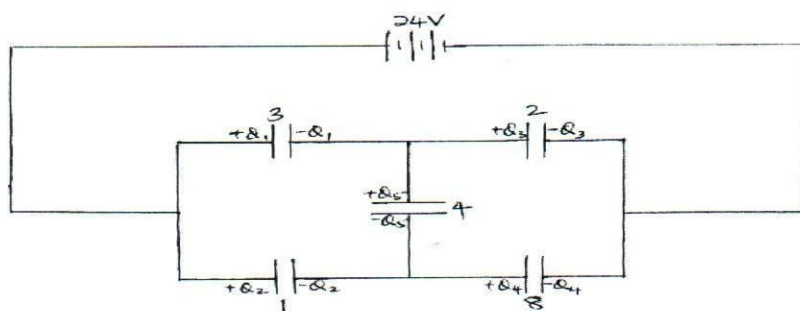 24V
3
2
+Q₁ -Q₁
+Q₃ -Q₃
+Q₅
4
-Q₅
+Q₂ -Q₂
+Q₄ -Q₄
1
8